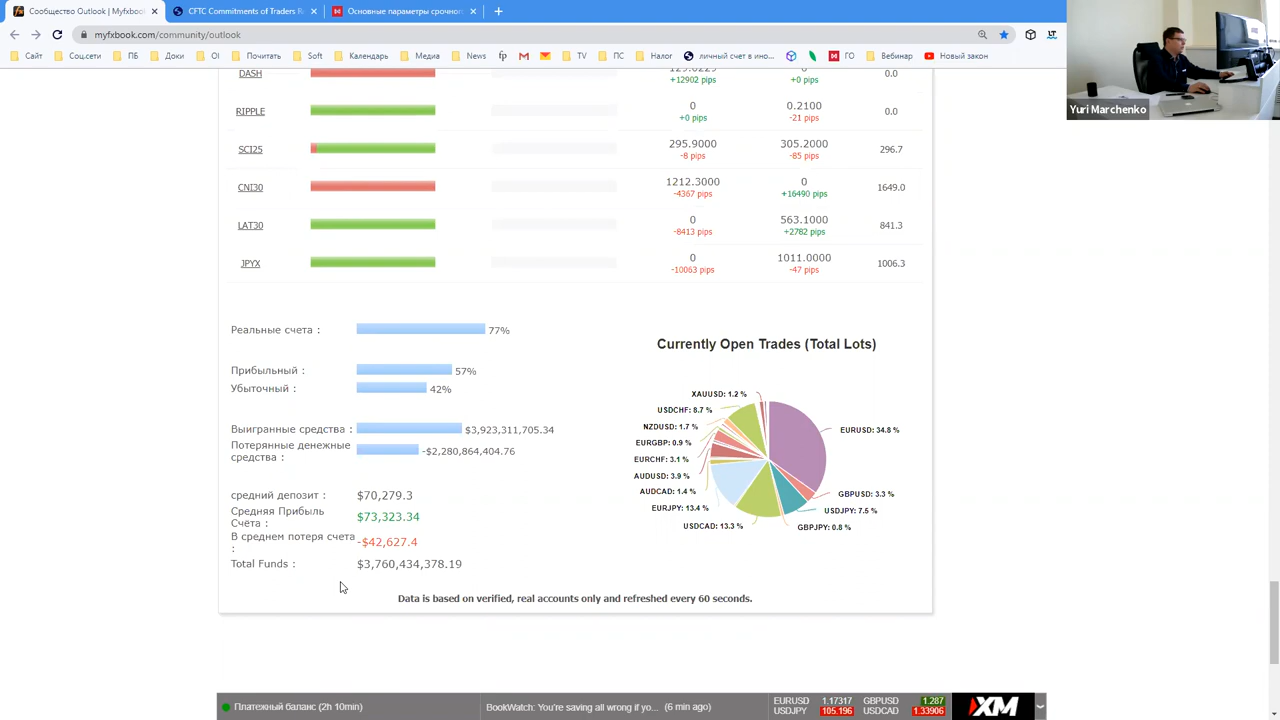 Сообщество Outlook | Myfxboo
CFTC Commitments of Traders R
Основные параметры срочног
myfxbook.com/community/outlook
Сайт Соц.сети ПБ Доки OI Почитать Soft Календарь Медиа News fp TV ПС Налог личный счет в ино... ГО Вебинар Новый закон
Yuri Marchenko
DASH +12902 pips +0 pips 0.0
RIPPLE 0 0.2100 0.0
+0 pips -21 pips
SCI25 295.9000 305.2000 296.7
-8 pips -85 pips
CNI30 1212.3000 0 1649.0
-4367 pips +16490 pips
LAT30 0 563.1000 841.3
-8413 pips +2782 pips
JPYX 0 1011.0000 1006.3
-10063 pips -47 pips
Реальные счета : 77%
Прибыльный : 57%
Убыточный : 42%
Выигранные средства : $3,923,311,705.34
Потерянные денежные
средства : -$2,280,864,404.76
средний депозит : $70,279.3
Средняя Прибыль
Счёта : $73,323.34
В среднем потеря счета
: -$42,627.4
Total Funds : $3,760,434,378.19
Currently Open Trades (Total Lots)
XAUUSD: 1.2 %
USDCHF: 8.7 %
NZDUSD: 1.7 %
EURGBP: 0.9 %
EURCHF: 3.1 %
AUDUSD: 3.9 %
AUDCAD: 1.4 %
EURJPY: 13.4 %
USDCAD: 13.3 %
EURUSD: 34.8 %
GBPUSD: 3.3 %
USDJPY: 7.5 %
GBPJPY: 0.8 %
Data is based on verified, real accounts only and refreshed every 60 seconds.
Платежный баланс (2h 10min)
BookWatch: You're saving all wrong if yo... (6 min ago)
EURUSD 1.17317 GBPUSD 1.287
USDJPY 105.196 USDCAD 1.33906
XM